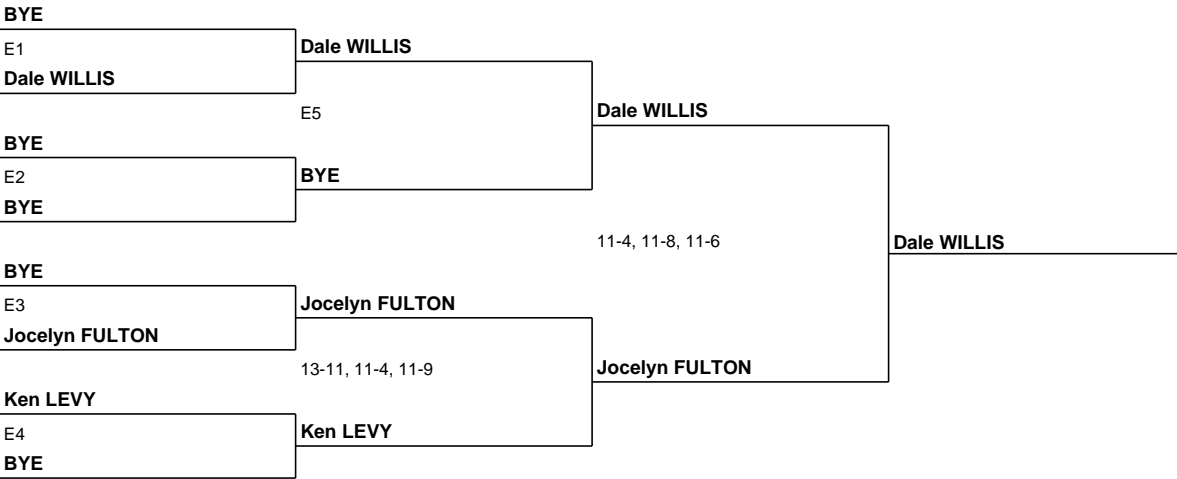 BYE
E1
Dale WILLIS
Dale WILLIS
E5
Dale WILLIS
BYE
E2
BYE
BYE
11-4, 11-8, 11-6
Dale WILLIS
BYE
E3
Jocelyn FULTON
Jocelyn FULTON
13-11, 11-4, 11-9
Jocelyn FULTON
Ken LEVY
E4
Ken LEVY
BYE